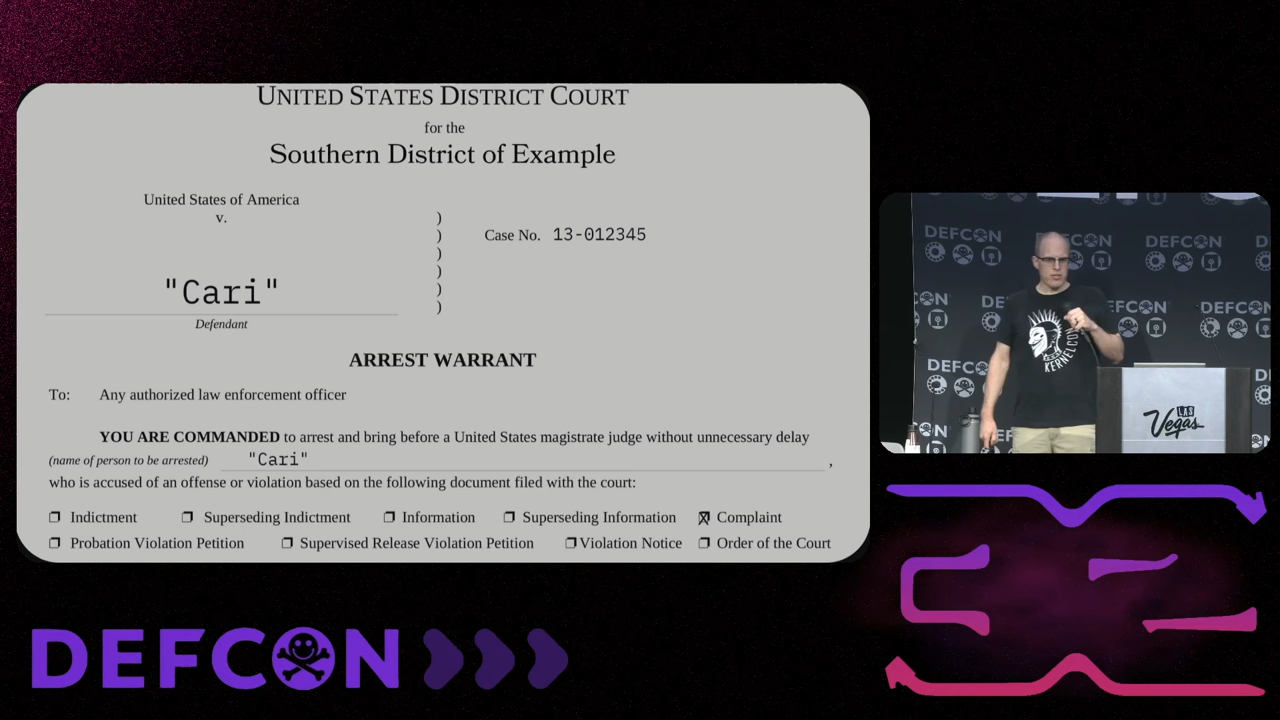 UNITED STATES DISTRICT COURT
for the
Southern District of Example
United States of America
v.
)
)
)
)
)
)
Case No. 13-012345
"Cari"
Defendant
ARREST WARRANT
To: Any authorized law enforcement officer
YOU ARE COMMANDED to arrest and bring before a United States magistrate judge without unnecessary delay
(name of person to be arrested) "Cari" ,
who is accused of an offense or violation based on the following document filed with the court:
Indictment Superseding Indictment Information Superseding Information Complaint
Probation Violation Petition Supervised Release Violation Petition Violation Notice Order of the Court
DEFCON
DEFCON
DEFCON
DEFCON
DEFCON
KERNELCON
LAS
Vegas
DEFCON